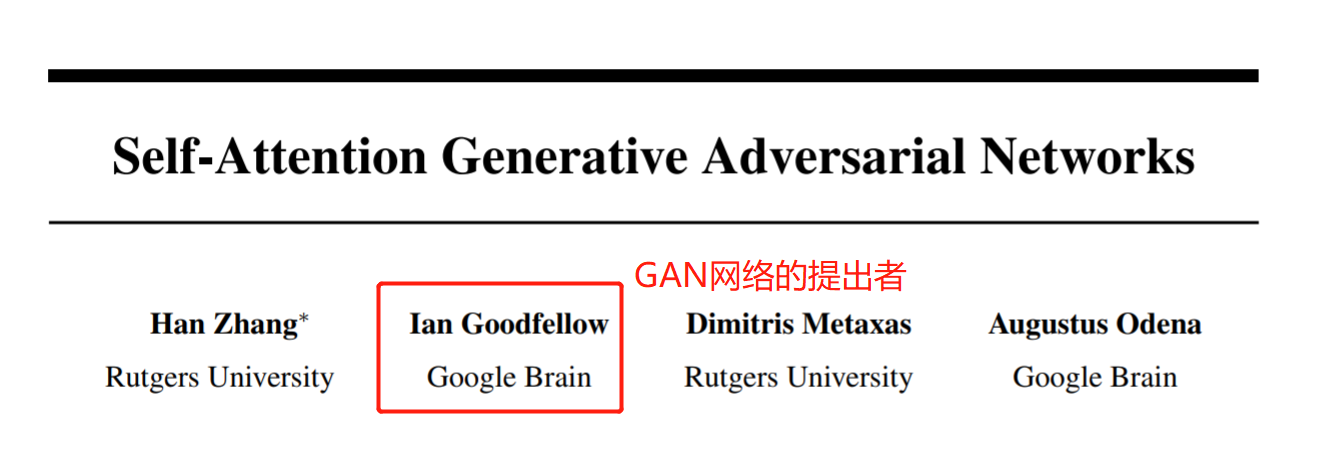 Self-Attention Generative Adversarial Networks
GAN网络的提出者
Han Zhang* Ian Goodfellow Dimitris Metaxas Augustus Odena
Rutgers University Google Brain Rutgers University Google Brain